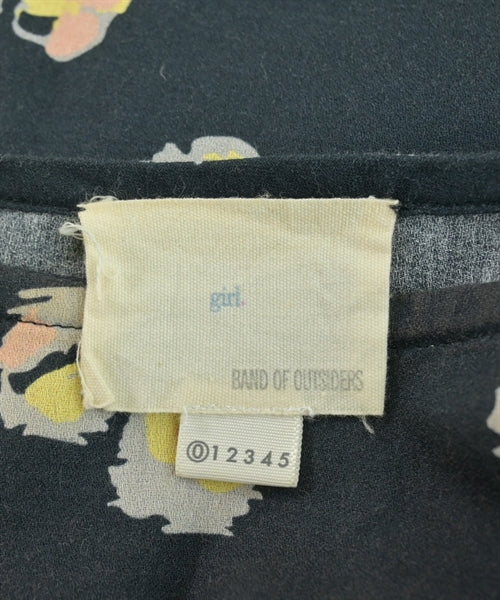 girl.
BAND OF OUTSIDERS
⓪12345